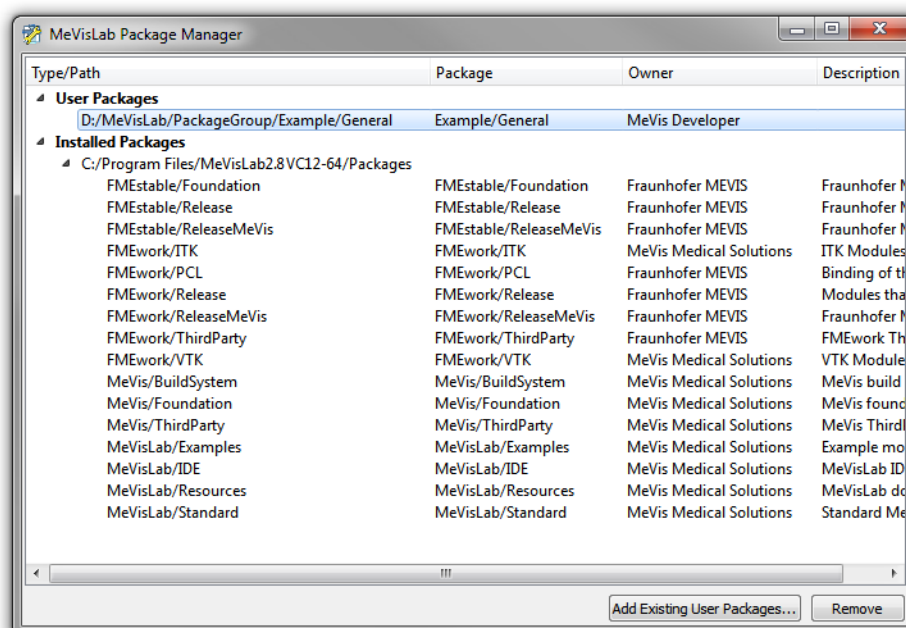 MeVisLab Package Manager
Type/Path Package Owner Description
User Packages
D:/MeVisLab/PackageGroup/Example/General Example/General MeVis Developer
Installed Packages
C:/Program Files/MeVisLab2.8VC12-64/Packages
FMEstable/Foundation FMEstable/Foundation Fraunhofer MEVIS Fraunhofer
FMEstable/Release FMEstable/Release Fraunhofer MEVIS Fraunhofer
FMEstable/ReleaseMeVis FMEstable/ReleaseMeVis Fraunhofer MEVIS Fraunhofer
FMEwork/ITK FMEwork/ITK MeVis Medical Solutions ITK Modules
FMEwork/PCL FMEwork/PCL Fraunhofer MEVIS Binding of
FMEwork/Release FMEwork/Release Fraunhofer MEVIS Modules tha
FMEwork/ReleaseMeVis FMEwork/ReleaseMeVis Fraunhofer MEVIS Fraunhofer
FMEwork/ThirdParty FMEwork/ThirdParty Fraunhofer MEVIS FMEwork Th
FMEwork/VTK FMEwork/VTK MeVis Medical Solutions VTK Module
MeVis/BuildSystem MeVis/BuildSystem MeVis Medical Solutions MeVis build
MeVis/Foundation MeVis/Foundation MeVis Medical Solutions MeVis found
MeVis/ThirdParty MeVis/ThirdParty MeVis Medical Solutions MeVis Third
MeVisLab/Examples MeVisLab/Examples MeVis Medical Solutions Example mo
MeVisLab/IDE MeVisLab/IDE MeVis Medical Solutions MeVisLab ID
MeVisLab/Resources MeVisLab/Resources MeVis Medical Solutions MeVisLab do
MeVisLab/Standard MeVisLab/Standard MeVis Medical Solutions Standard Me
Add Existing User Packages... Remove